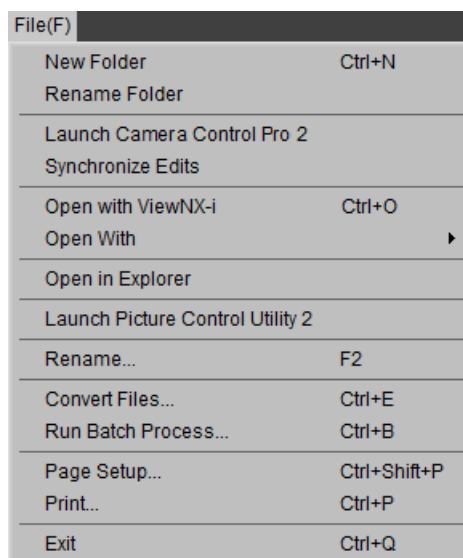 File(F)
New Folder Ctrl+N
Rename Folder
Launch Camera Control Pro 2
Synchronize Edits
Open with ViewNX-i Ctrl+O
Open With
Open in Explorer
Launch Picture Control Utility 2
Rename... F2
Convert Files... Ctrl+E
Run Batch Process... Ctrl+B
Page Setup... Ctrl+Shift+P
Print... Ctrl+P
Exit Ctrl+Q